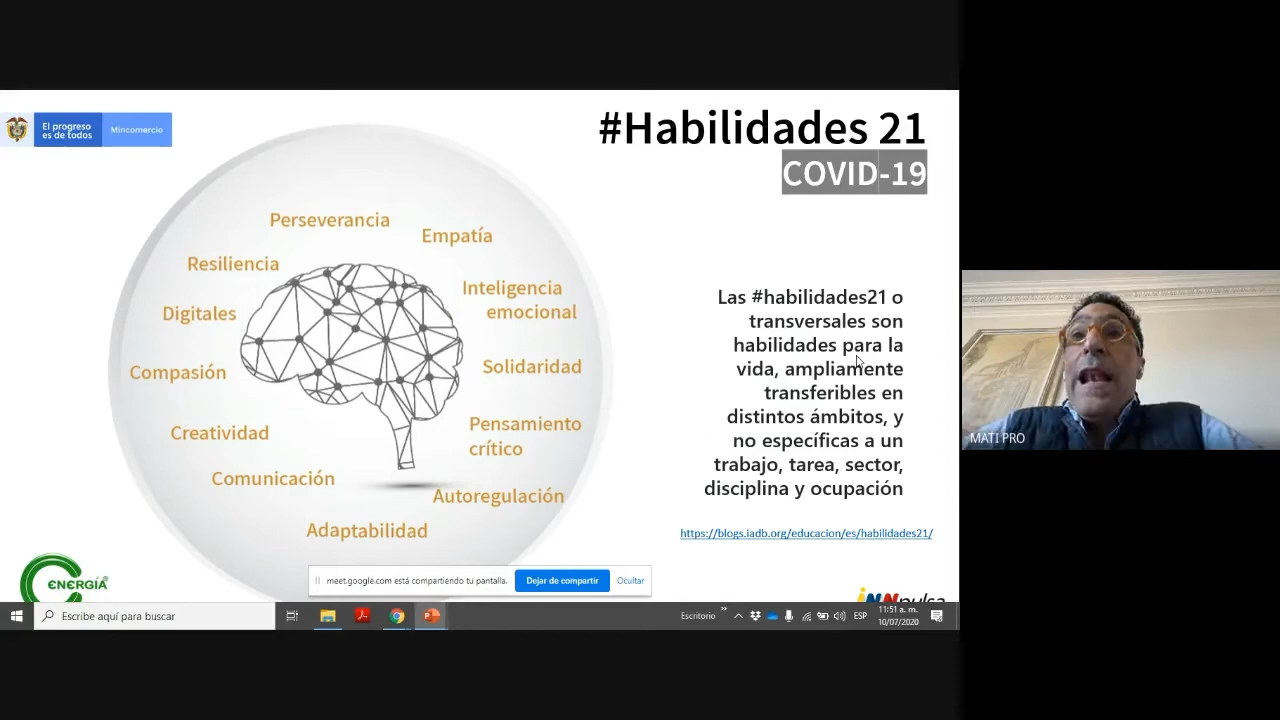 El progreso
es de todos
Mincomercio
#Habilidades 21
COVID-19
Perseverancia
Empatía
Resiliencia
Inteligencia
emocional
Digitales
Compasión
Solidaridad
Creatividad
Pensamiento
crítico
Comunicación
Autoregulación
Adaptabilidad
Las #habilidades21 o
transversales son
habilidades para la
vida, ampliamente
transferibles en
distintos ámbitos, y
no específicas a un
trabajo, tarea, sector,
disciplina y ocupación
https://blogs.iadb.org/educacion/es/habilidades21/
MATI PRO
ENERGÍA®
iNNpulsa
meet.google.com está compartiendo tu pantalla.
Dejar de compartir
Ocultar
Escribe aquí para buscar
Escritorio
ESP
11:51 a. m.
10/07/2020